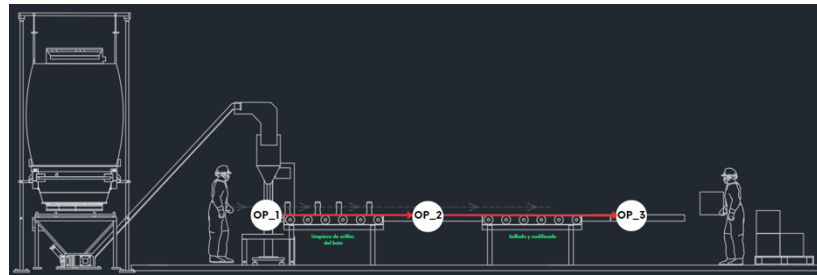 OP_1
OP_2
OP_3
Limpieza de orificio
del bote
Sellado y codificado